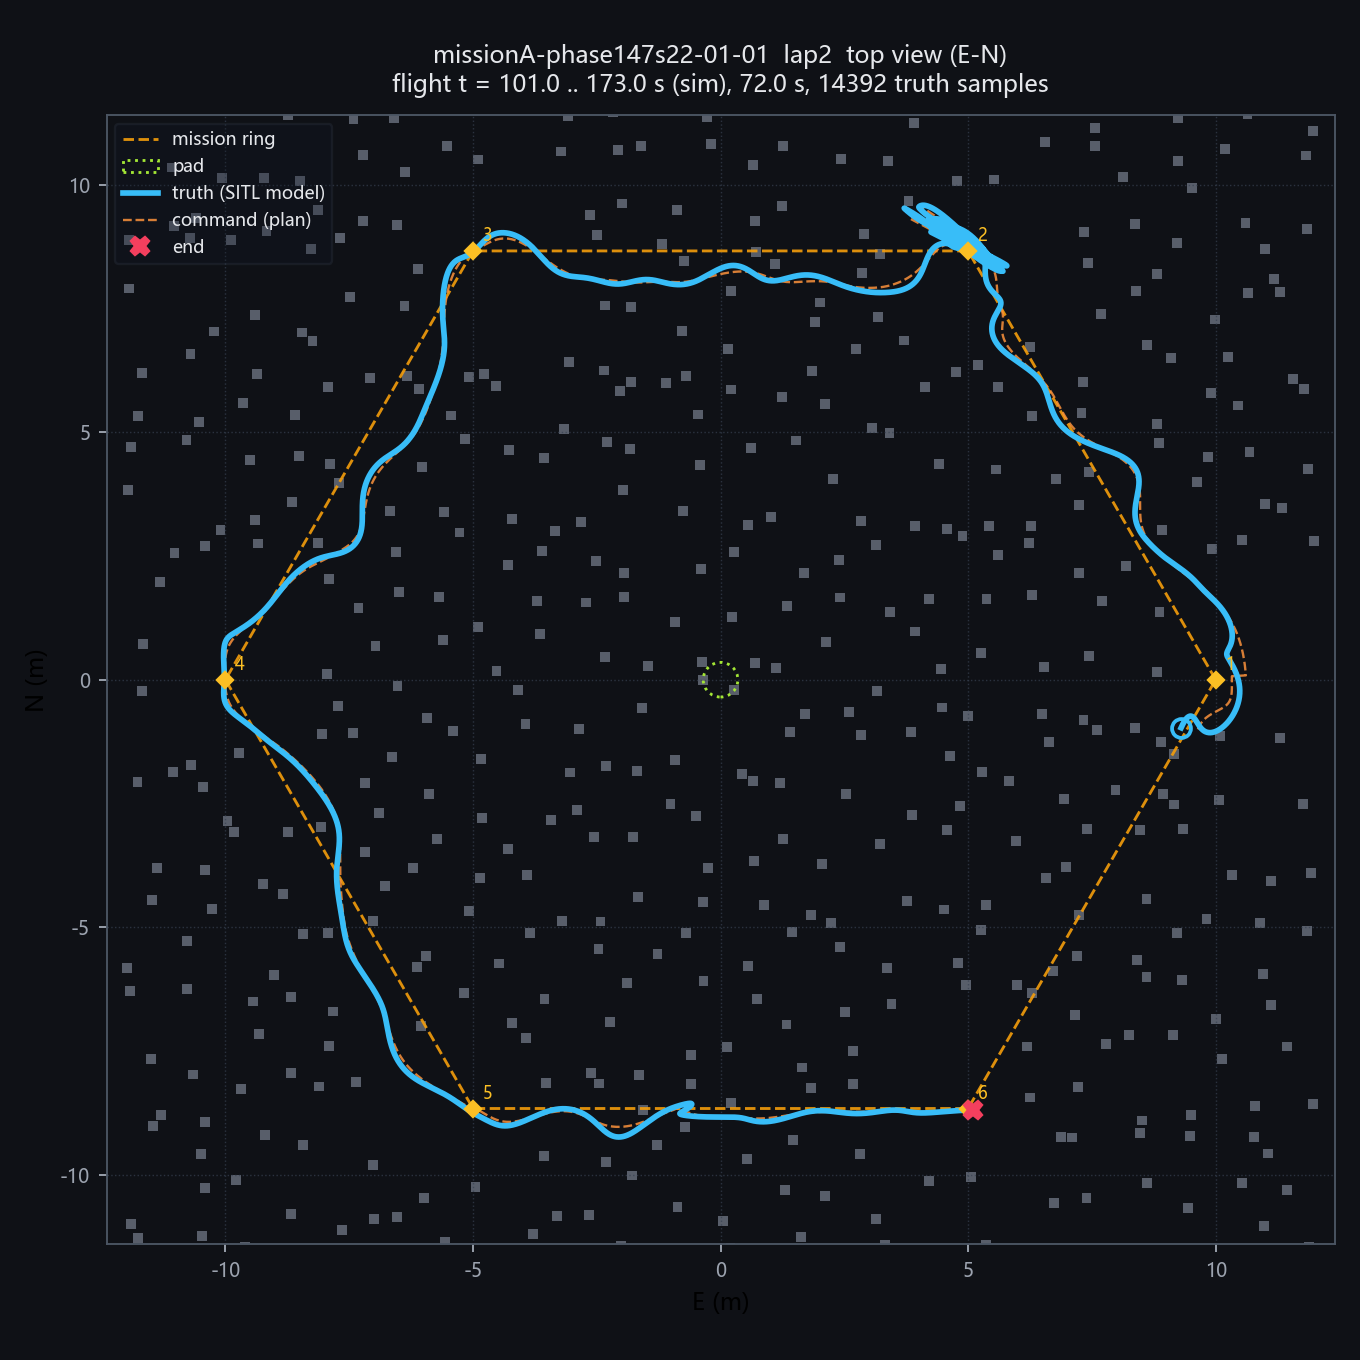 missionA-phase147s22-01-01 lap2 top view (E-N)
flight t = 101.0 .. 173.0 s (sim), 72.0 s, 14392 truth samples
mission ring
pad
truth (SITL model)
command (plan)
end
3
2
4
5
6
10
5
0
-5
-10
N (m)
-10
-5
0
5
10
E (m)